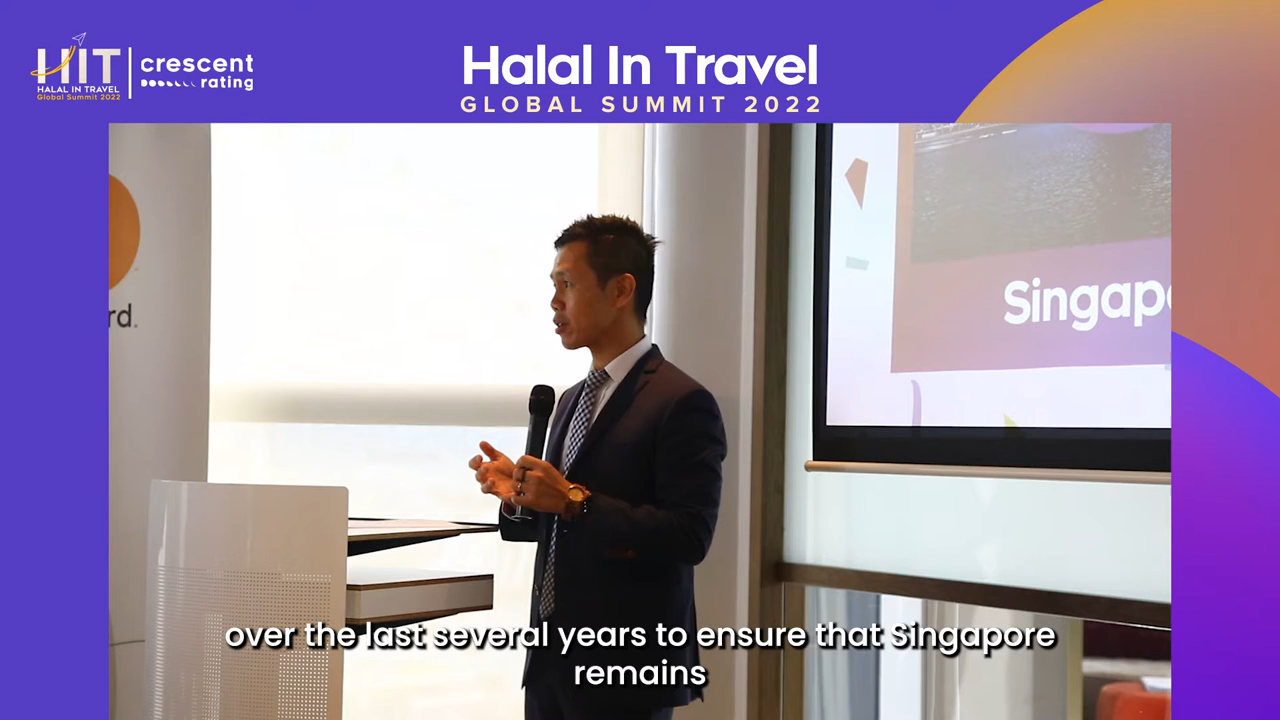 HIT
HALAL IN TRAVEL
Global Summit 2022
crescent
rating
Halal In Travel
GLOBAL SUMMIT 2022
rd.
Singap
over the last several years to ensure that Singapore
remains